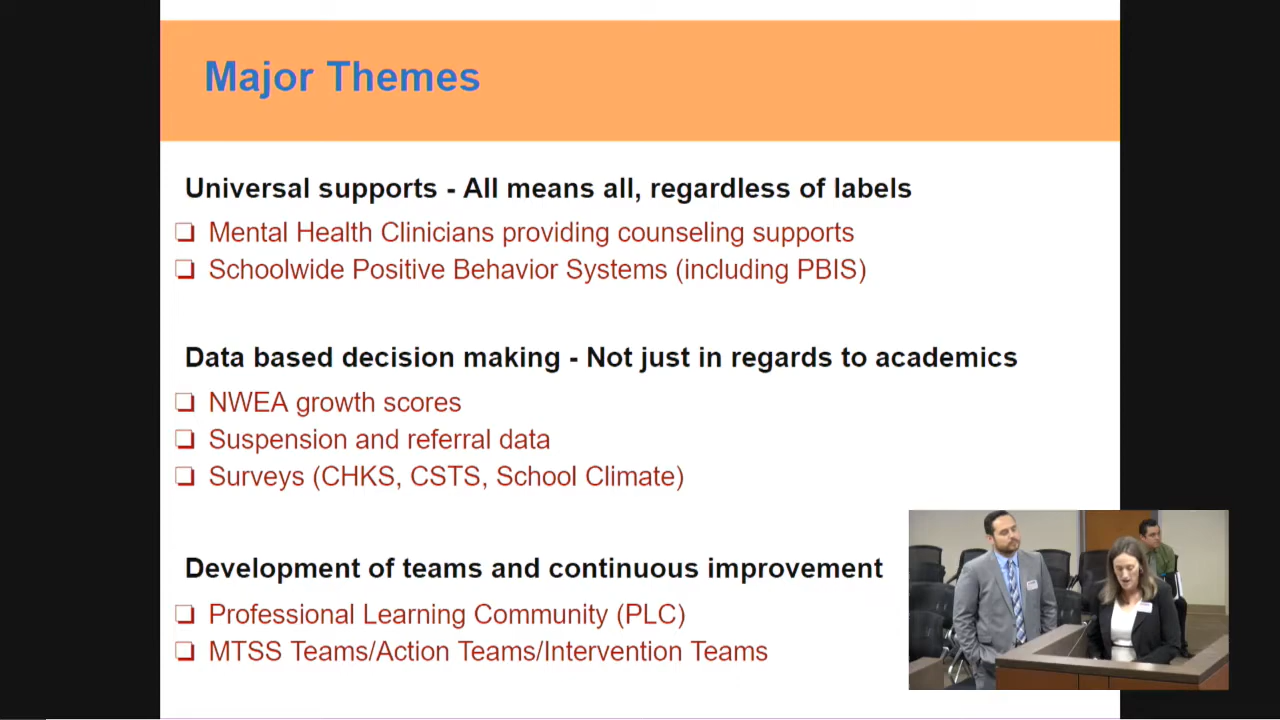 Major Themes
Universal supports - All means all, regardless of labels
❑ Mental Health Clinicians providing counseling supports
❑ Schoolwide Positive Behavior Systems (including PBIS)
Data based decision making - Not just in regards to academics
❑ NWEA growth scores
❑ Suspension and referral data
❑ Surveys (CHKS, CSTS, School Climate)
Development of teams and continuous improvement
❑ Professional Learning Community (PLC)
❑ MTSS Teams/Action Teams/Intervention Teams